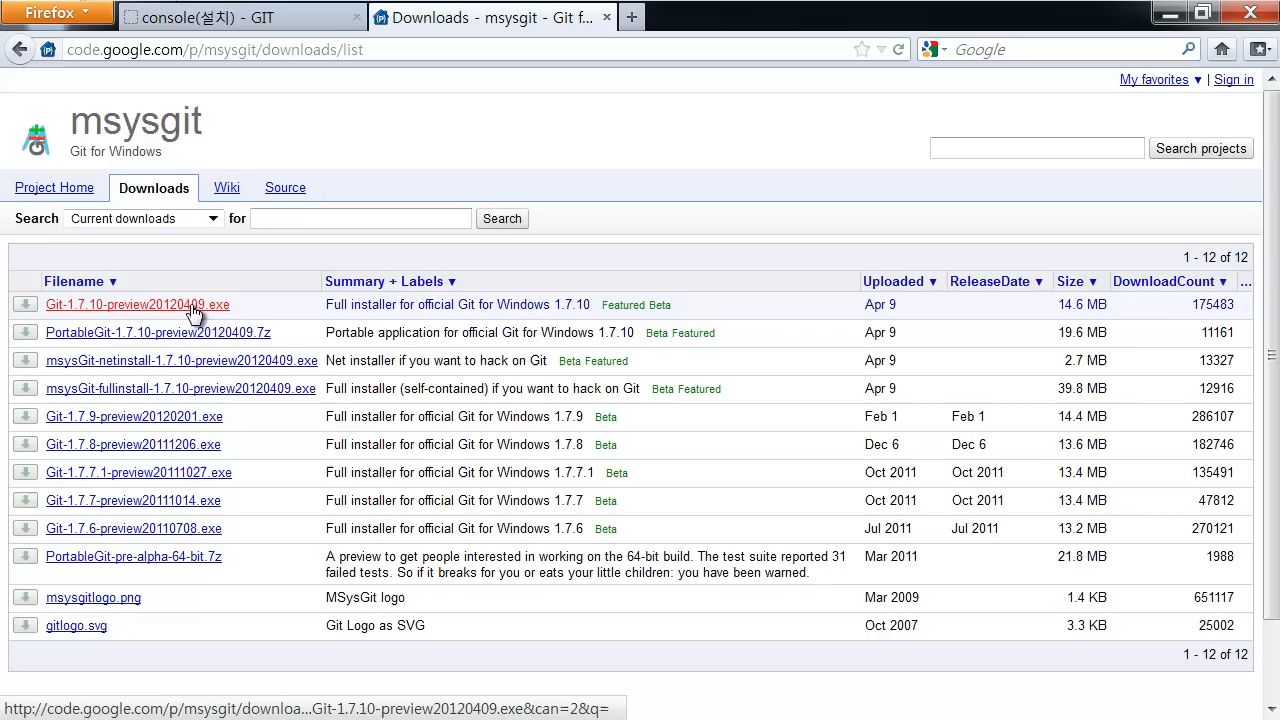 Firefox
console(설치) - GIT
Downloads - msysgit - Git f...
code.google.com/p/msysgit/downloads/list
Google
My favorites ▼ | Sign in
msysgit
Git for Windows
Search projects
Project Home Downloads Wiki Source
Search Current downloads for Search
1 - 12 of 12
Filename ▼ Summary + Labels ▼ Uploaded ▼ ReleaseDate ▼ Size ▼ DownloadCount ▼ ...
Git-1.7.10-preview20120409.exe Full installer for official Git for Windows 1.7.10 Featured Beta Apr 9 14.6 MB 175483
PortableGit-1.7.10-preview20120409.7z Portable application for official Git for Windows 1.7.10 Beta Featured Apr 9 19.6 MB 11161
msysGit-netinstall-1.7.10-preview20120409.exe Net installer if you want to hack on Git Beta Featured Apr 9 2.7 MB 13327
msysGit-fullinstall-1.7.10-preview20120409.exe Full installer (self-contained) if you want to hack on Git Beta Featured Apr 9 39.8 MB 12916
Git-1.7.9-preview20120201.exe Full installer for official Git for Windows 1.7.9 Beta Feb 1 Feb 1 14.4 MB 286107
Git-1.7.8-preview20111206.exe Full installer for official Git for Windows 1.7.8 Beta Dec 6 Dec 6 13.6 MB 182746
Git-1.7.7.1-preview20111027.exe Full installer for official Git for Windows 1.7.7.1 Beta Oct 2011 Oct 2011 13.4 MB 135491
Git-1.7.7-preview20111014.exe Full installer for official Git for Windows 1.7.7 Beta Oct 2011 Oct 2011 13.4 MB 47812
Git-1.7.6-preview20110708.exe Full installer for official Git for Windows 1.7.6 Beta Jul 2011 Jul 2011 13.2 MB 270121
PortableGit-pre-alpha-64-bit.7z A preview to get people interested in working on the 64-bit build. The test suite reported 31 Mar 2011 21.8 MB 1988
failed tests. So if it breaks for you or eats your little children: you have been warned.
msysgitlogo.png MSysGit logo Mar 2009 1.4 KB 651117
gitlogo.svg Git Logo as SVG Oct 2007 3.3 KB 25002
1 - 12 of 12
http://code.google.com/p/msysgit/downloa...Git-1.7.10-preview20120409.exe&can=2&q=